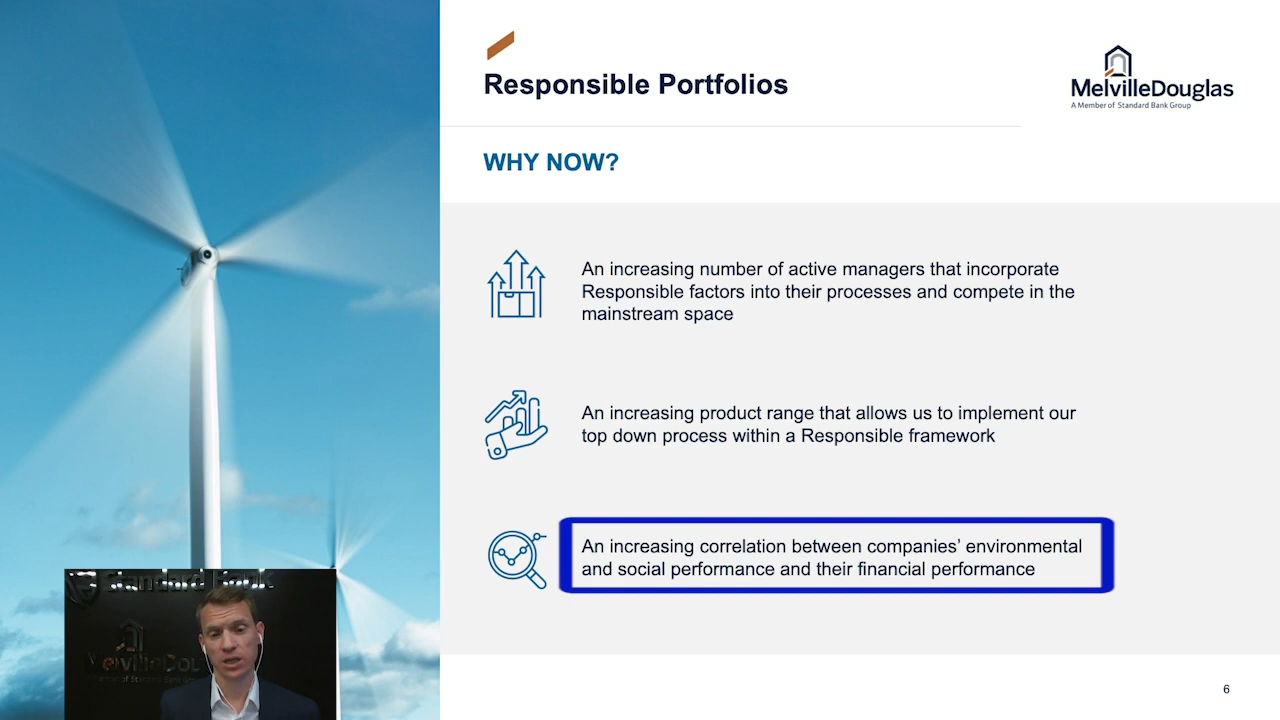 Responsible Portfolios
MelvilleDouglas
A Member of Standard Bank Group
WHY NOW?
An increasing number of active managers that incorporate
Responsible factors into their processes and compete in the
mainstream space
An increasing product range that allows us to implement our
top down process within a Responsible framework
An increasing correlation between companies’ environmental
and social performance and their financial performance
Standard Bank
MelvilleDou
6